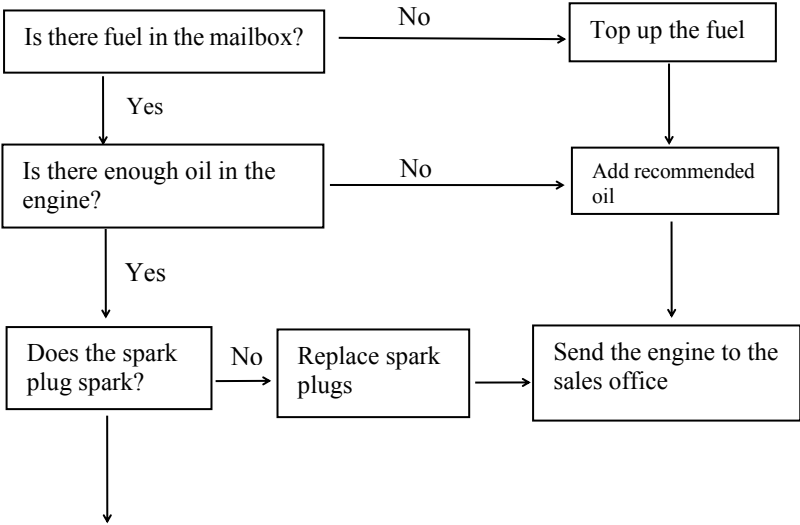 Is there fuel in the mailbox?
No
Top up the fuel
Yes
Is there enough oil in the
engine?
No
Add recommended
oil
Yes
Does the spark
plug spark?
No
Replace spark
plugs
Send the engine to the
sales office